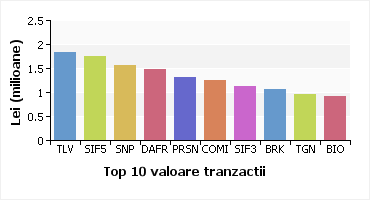 Lei (milioane)
2.5
2
1.5
1
0.5
0
TLV SIF5 SNP DAFR PRSN COMI SIF3 BRK TGN BIO
Top 10 valoare tranzactii